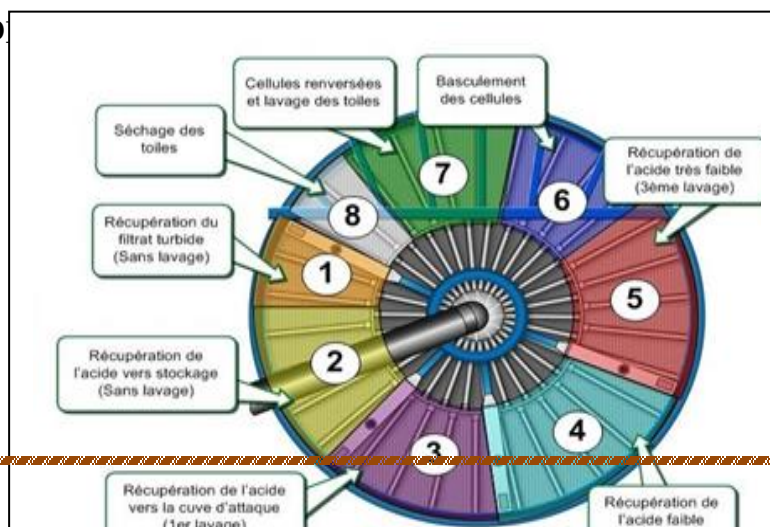 Cellules renversées
et lavage des toiles
Basculement
des cellules
Séchage des
toiles
Récupération de
l'acide très faible
(3ème lavage)
7
6
8
Récupération du
filtrat turbide
(Sans lavage)
1
5
2
Récupération de
l'acide vers stockage
(Sans lavage)
3
4
Récupération de l'acide
vers la cuve d'attaque
(1er lavage)
Récupération de
l'acide faible